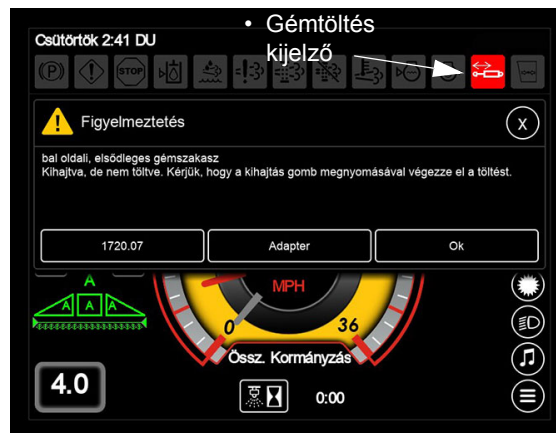 • Gémtöltés
kijelző
Csütörtök 2:41 DU
(P) STOP
Figyelmeztetés
X
bal oldali, elsődleges gémszakasz
Kihajtva, de nem töltve. Kérjük, hogy a kihajtás gomb megnyomásával végezze el a töltést.
1720.07 Adapter Ok
A
A A A
MPH
0 36
Össz. Kormányzás
4.0
0:00